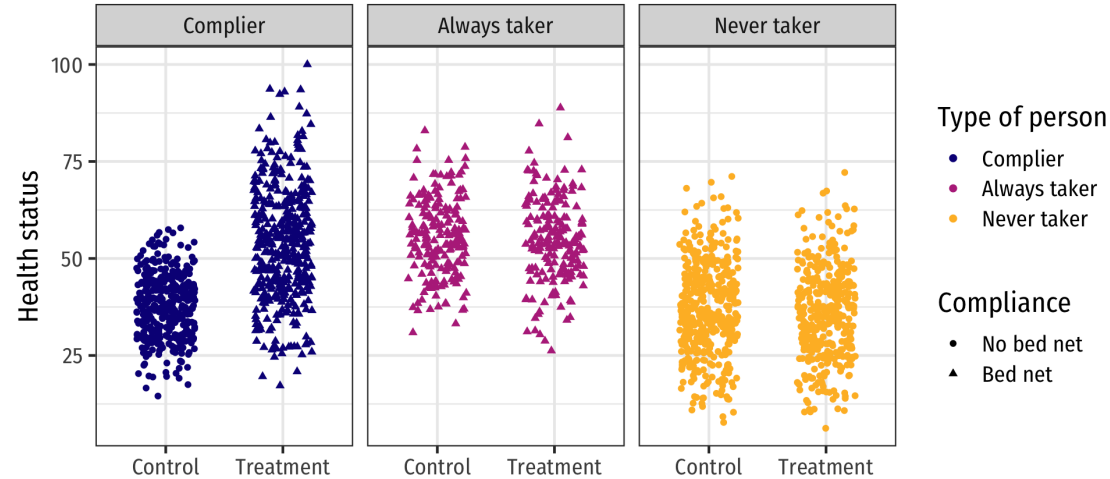 Complier
Always taker
Never taker
100
75
50
25
Health status
Control
Treatment
Control
Treatment
Control
Treatment
Type of person
Complier
Always taker
Never taker
Compliance
No bed net
Bed net